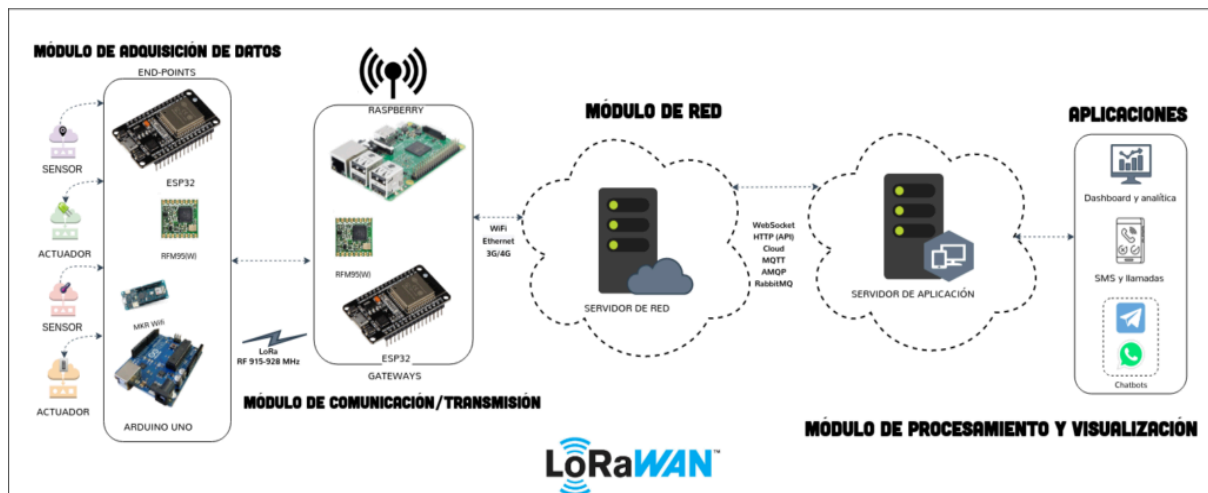 MÓDULO DE ADQUISICIÓN DE DATOS
END-POINTS
SENSOR
ESP32
ACTUADOR
RFM95(W)
SENSOR
MKR Wifi
ACTUADOR
ARDUINO UNO
LoRa
RF 915-928 MHz
RASPBERRY
RFM95(W)
ESP32
GATEWAYS
MÓDULO DE COMUNICACIÓN/TRANSMISIÓN
WiFi
Ethernet
3G/4G
MÓDULO DE RED
SERVIDOR DE RED
WebSocket
HTTP (API)
Cloud
MQTT
AMQP
RabbitMQ
SERVIDOR DE APLICACIÓN
APLICACIONES
Dashboard y analítica
SMS y llamadas
Chatbots
MÓDULO DE PROCESAMIENTO Y VISUALIZACIÓN
LoRaWAN™